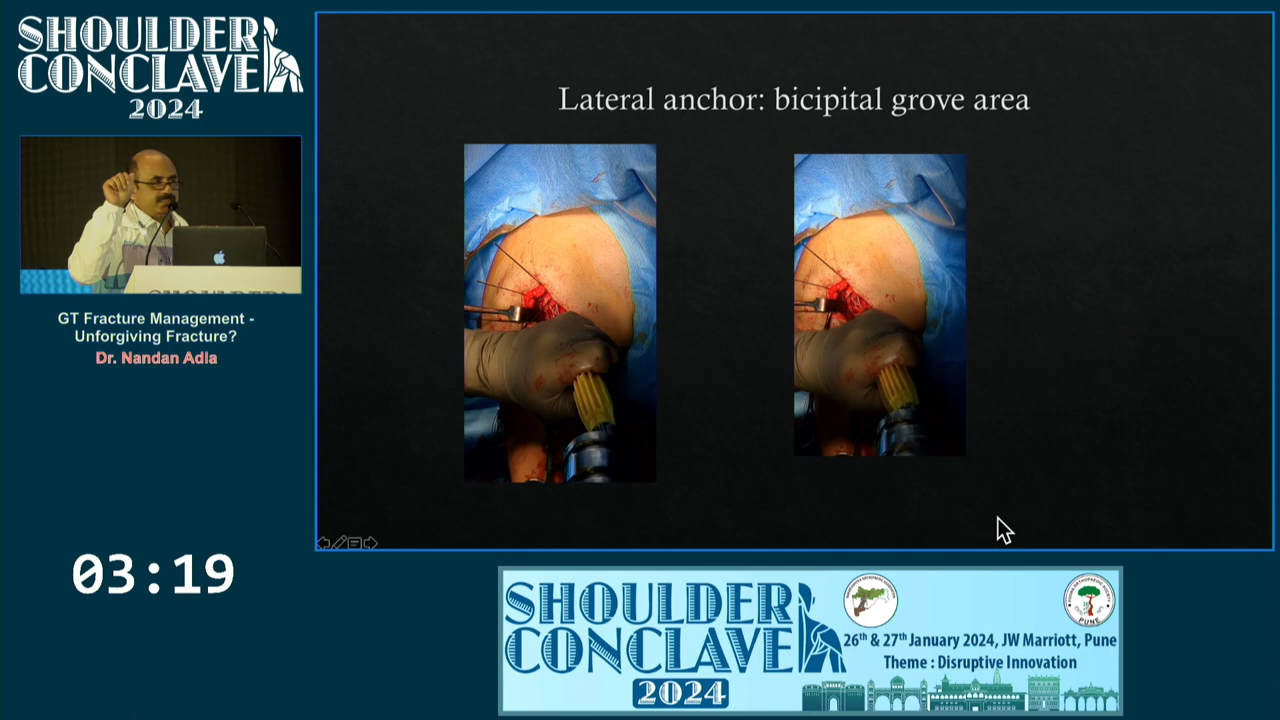 SHOULDER
CONCLAVE
2024
GT Fracture Management -
Unforgiving Fracture?
Dr. Nandan Adla
03:19
Lateral anchor: bicipital grove area
SHOULDER
CONCLAVE
2024
PUNE
26th & 27th January 2024, JW Marriott, Pune
Theme : Disruptive Innovation